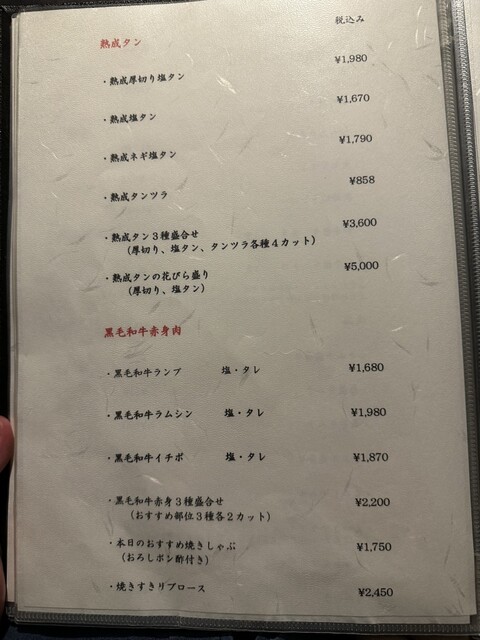 税込み
熟成タン
・熟成厚切り塩タン ¥1,980
・熟成塩タン ¥1,670
・熟成ネギ塩タン ¥1,790
・熟成タンツラ ¥858
・熟成タン3種盛合せ ¥3,600
(厚切り、塩タン、タンツラ各種4カット)
・熟成タンの花びら盛り ¥5,000
(厚切り、塩タン)
黒毛和牛赤身肉
・黒毛和牛ランプ 塩・タレ ¥1,680
・黒毛和牛ラムシン 塩・タレ ¥1,980
・黒毛和牛イチボ 塩・タレ ¥1,870
・黒毛和牛赤身3種盛合せ ¥2,200
(おすすめ部位3種各2カット)
・本日のおすすめ焼きしゃぶ ¥1,750
(おろしポン酢付き)
・焼きすきリブロース ¥2,450